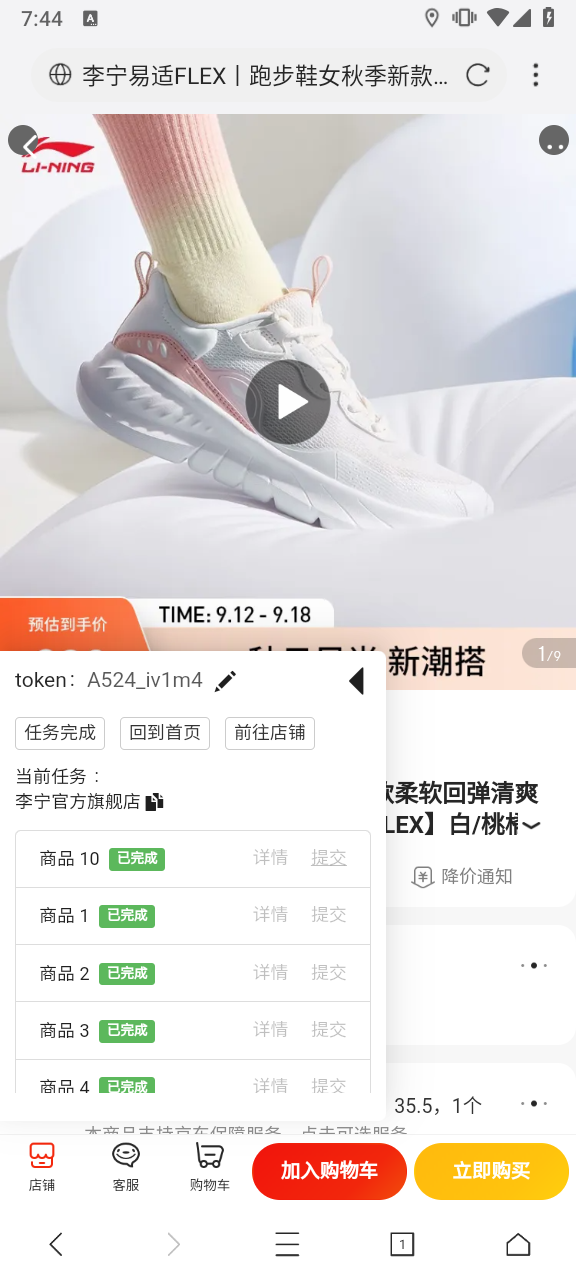 7:44
李宁易适FLEX丨跑步鞋女秋季新款...
LI-NING
预估到手价
TIME: 9.12 - 9.18
新潮搭
1/9
token： A524_iv1m4
任务完成 回到首页 前往店铺
当前任务：
李宁官方旗舰店
柔软回弹清爽
LEX】白/桃
降价通知
商品 10 已完成 详情 提交
商品 1 已完成 详情 提交
商品 2 已完成 详情 提交
商品 3 已完成 详情 提交
商品 4 已完成 详情 提交
35.5，1个
店铺 客服 购物车 加入购物车 立即购买
1